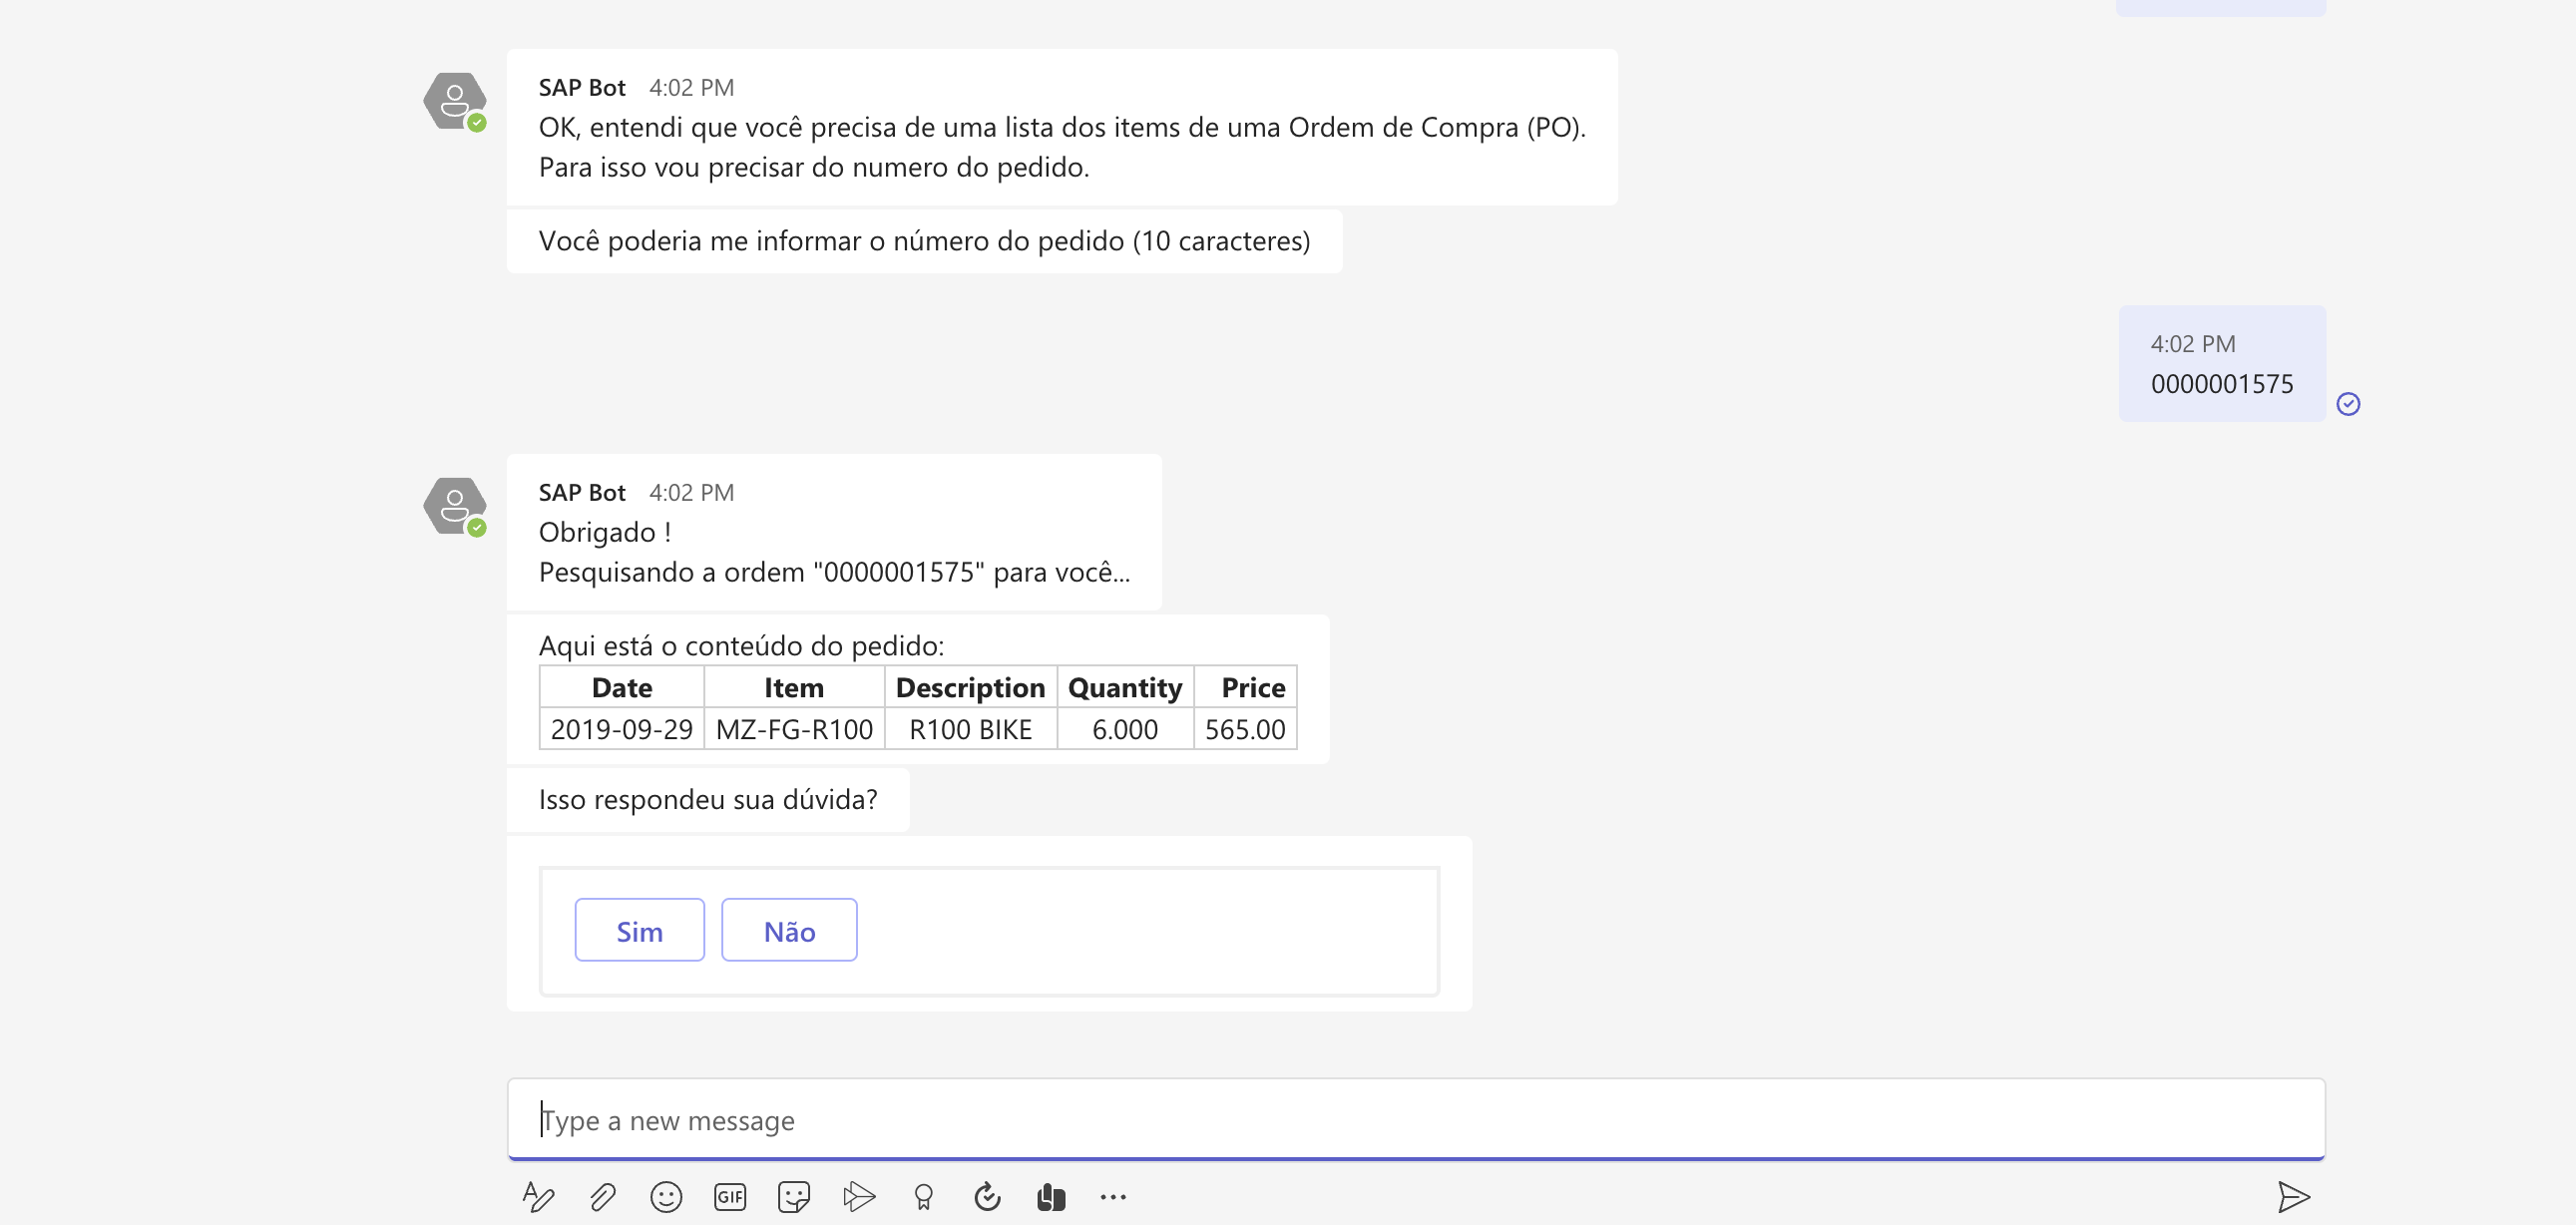 SAP Bot 4:02 PM
OK, entendi que você precisa de uma lista dos items de uma Ordem de Compra (PO).
Para isso vou precisar do numero do pedido.
Você poderia me informar o número do pedido (10 caracteres)
4:02 PM
0000001575
SAP Bot 4:02 PM
Obrigado !
Pesquisando a ordem "0000001575" para você...
Aqui está o conteúdo do pedido:
Date Item Description Quantity Price
2019-09-29 MZ-FG-R100 R100 BIKE 6.000 565.00
Isso respondeu sua dúvida?
Sim Não
Type a new message
GIF